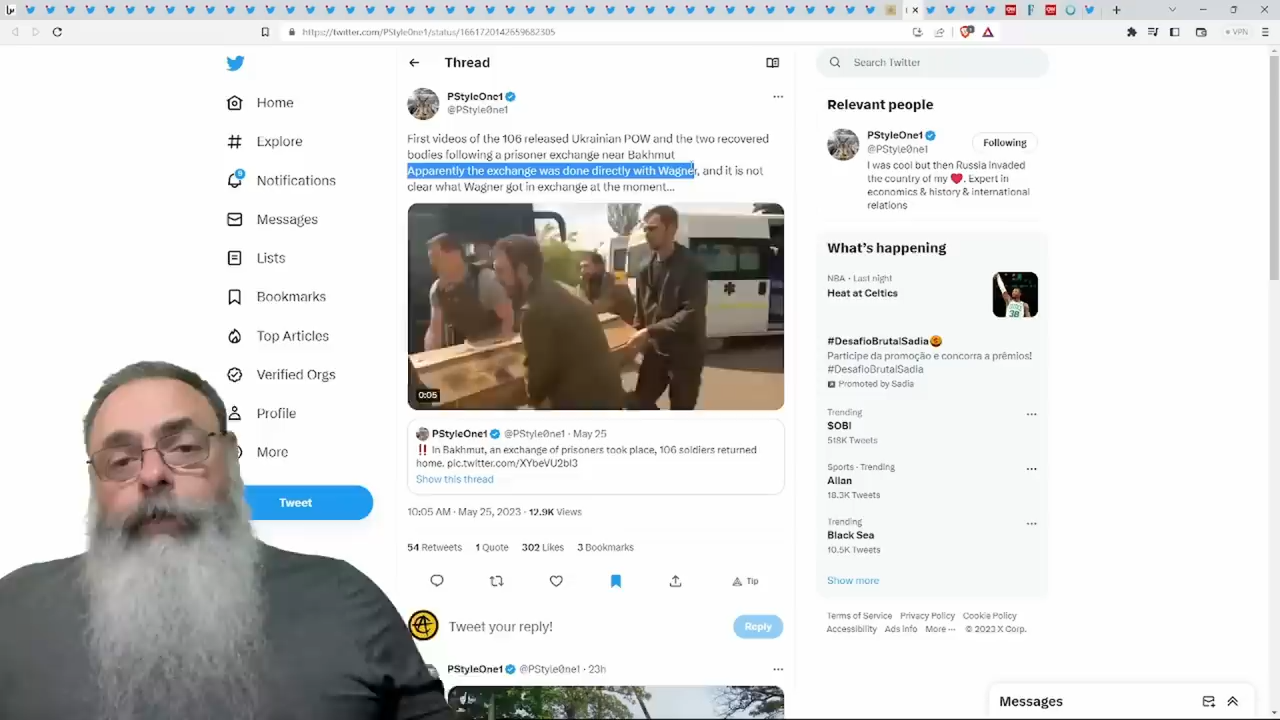 https://twitter.com/PStyle0ne1/status/1661720142659682305
VPN
Home
Explore
9
Notifications
Messages
Lists
Bookmarks
Top Articles
Verified Orgs
Profile
More
Tweet
Thread
PStyleOne1
@PStyle0ne1
First videos of the 106 released Ukrainian POW and the two recovered
bodies following a prisoner exchange near Bakhmut
Apparently the exchange was done directly with Wagner, and it is not
clear what Wagner got in exchange at the moment...
0:05
PStyleOne1 @PStyle0ne1 · May 25
‼️ In Bakhmut, an exchange of prisoners took place, 106 soldiers returned
home. pic.twitter.com/XYbeVU2bI3
Show this thread
10:05 AM · May 25, 2023 · 12.9K Views
54 Retweets 1 Quote 302 Likes 3 Bookmarks
Tip
Tweet your reply!
Reply
PStyleOne1 @PStyle0ne1 · 23h
Search Twitter
Relevant people
PStyleOne1
@PStyle0ne1
Following
I was cool but then Russia invaded
the country of my ❤️. Expert in
economics & history & international
relations
What's happening
NBA · Last night
Heat at Celtics
38
#DesafioBrutalSadia
Participe da promoção e concorra a prêmios!
#DesafioBrutalSadia
Promoted by Sadia
Trending
$OBI
518K Tweets
Sports · Trending
Allan
18.3K Tweets
Trending
Black Sea
10.5K Tweets
Show more
Terms of Service Privacy Policy Cookie Policy
Accessibility Ads info More ··· © 2023 X Corp.
Messages